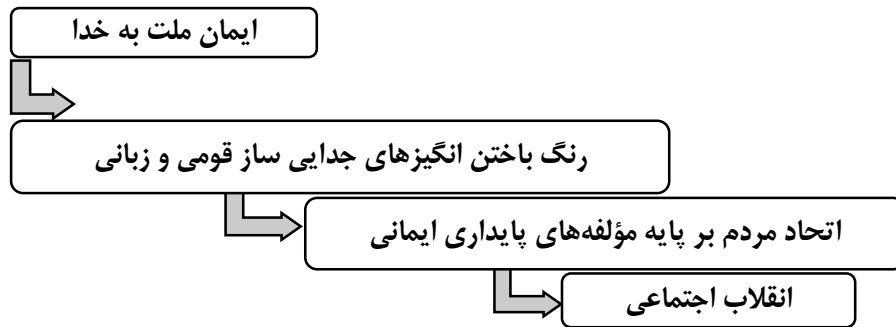 ایمان ملت به خدا
رنگ باختن انگیزهای جدایی ساز قومی و زبانی
اتحاد مردم بر پایه مؤلفه‌های پایداری ایمانی
انقلاب اجتماعی